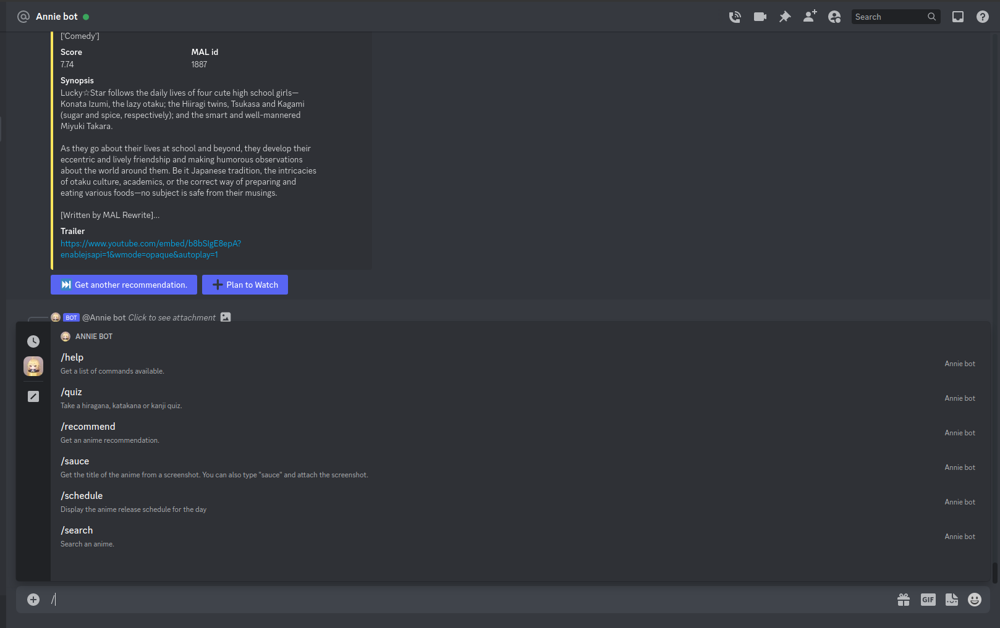 Annie bot
Search
['Comedy']
Score MAL id
7.74 1887
Synopsis
Lucky☆Star follows the daily lives of four cute high school girls—
Konata Izumi, the lazy otaku; the Hiiragi twins, Tsukasa and Kagami
(sugar and spice, respectively); and the smart and well-mannered
Miyuki Takara.
As they go about their lives at school and beyond, they develop their
eccentric and lively friendship and making humorous observations
about the world around them. Be it Japanese tradition, the intricacies
of otaku culture, academics, or the correct way of preparing and
eating various foods—no subject is safe from their musings.
[Written by MAL Rewrite]...
Trailer
https://www.youtube.com/embed/b8bSIgE8epA?
enablejsapi=1&wmode=opaque&autoplay=1
Get another recommendation. Plan to Watch
BOT @Annie bot Click to see attachment
ANNIE BOT
/help
Get a list of commands available.
Annie bot
/quiz
Take a hiragana, katakana or kanji quiz.
Annie bot
/recommend
Get an anime recommendation.
Annie bot
/sauce
Get the title of the anime from a screenshot. You can also type "sauce" and attach the screenshot.
Annie bot
/schedule
Display the anime release schedule for the day
Annie bot
/search
Search an anime.
Annie bot
/
GIF